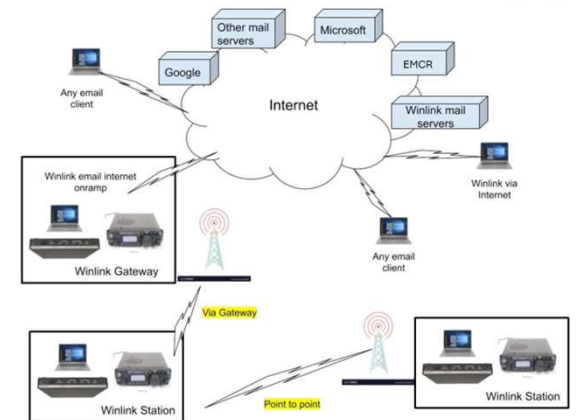 Other mail
servers
Microsoft
Google
EMCR
Any email
client
Internet
Winlink mail
servers
Winlink email internet
onramp
Winlink via
Internet
Winlink Gateway
Any email
client
Via Gateway
Winlink Station
Point to point
Winlink Station